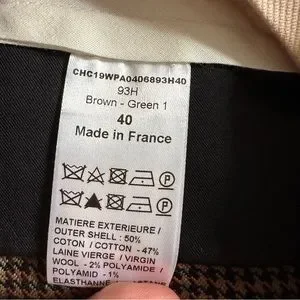 CHC19WPA0406893H40
93H
Brown - Green 1
40
Made in France
MATIERE EXTERIEURE /
OUTER SHELL : 50%
COTON / COTTON - 47%
LAINE VIERGE / VIRGIN
WOOL - 2% POLYAMIDE /
POLYAMID - 1%
ELASTHANNE /